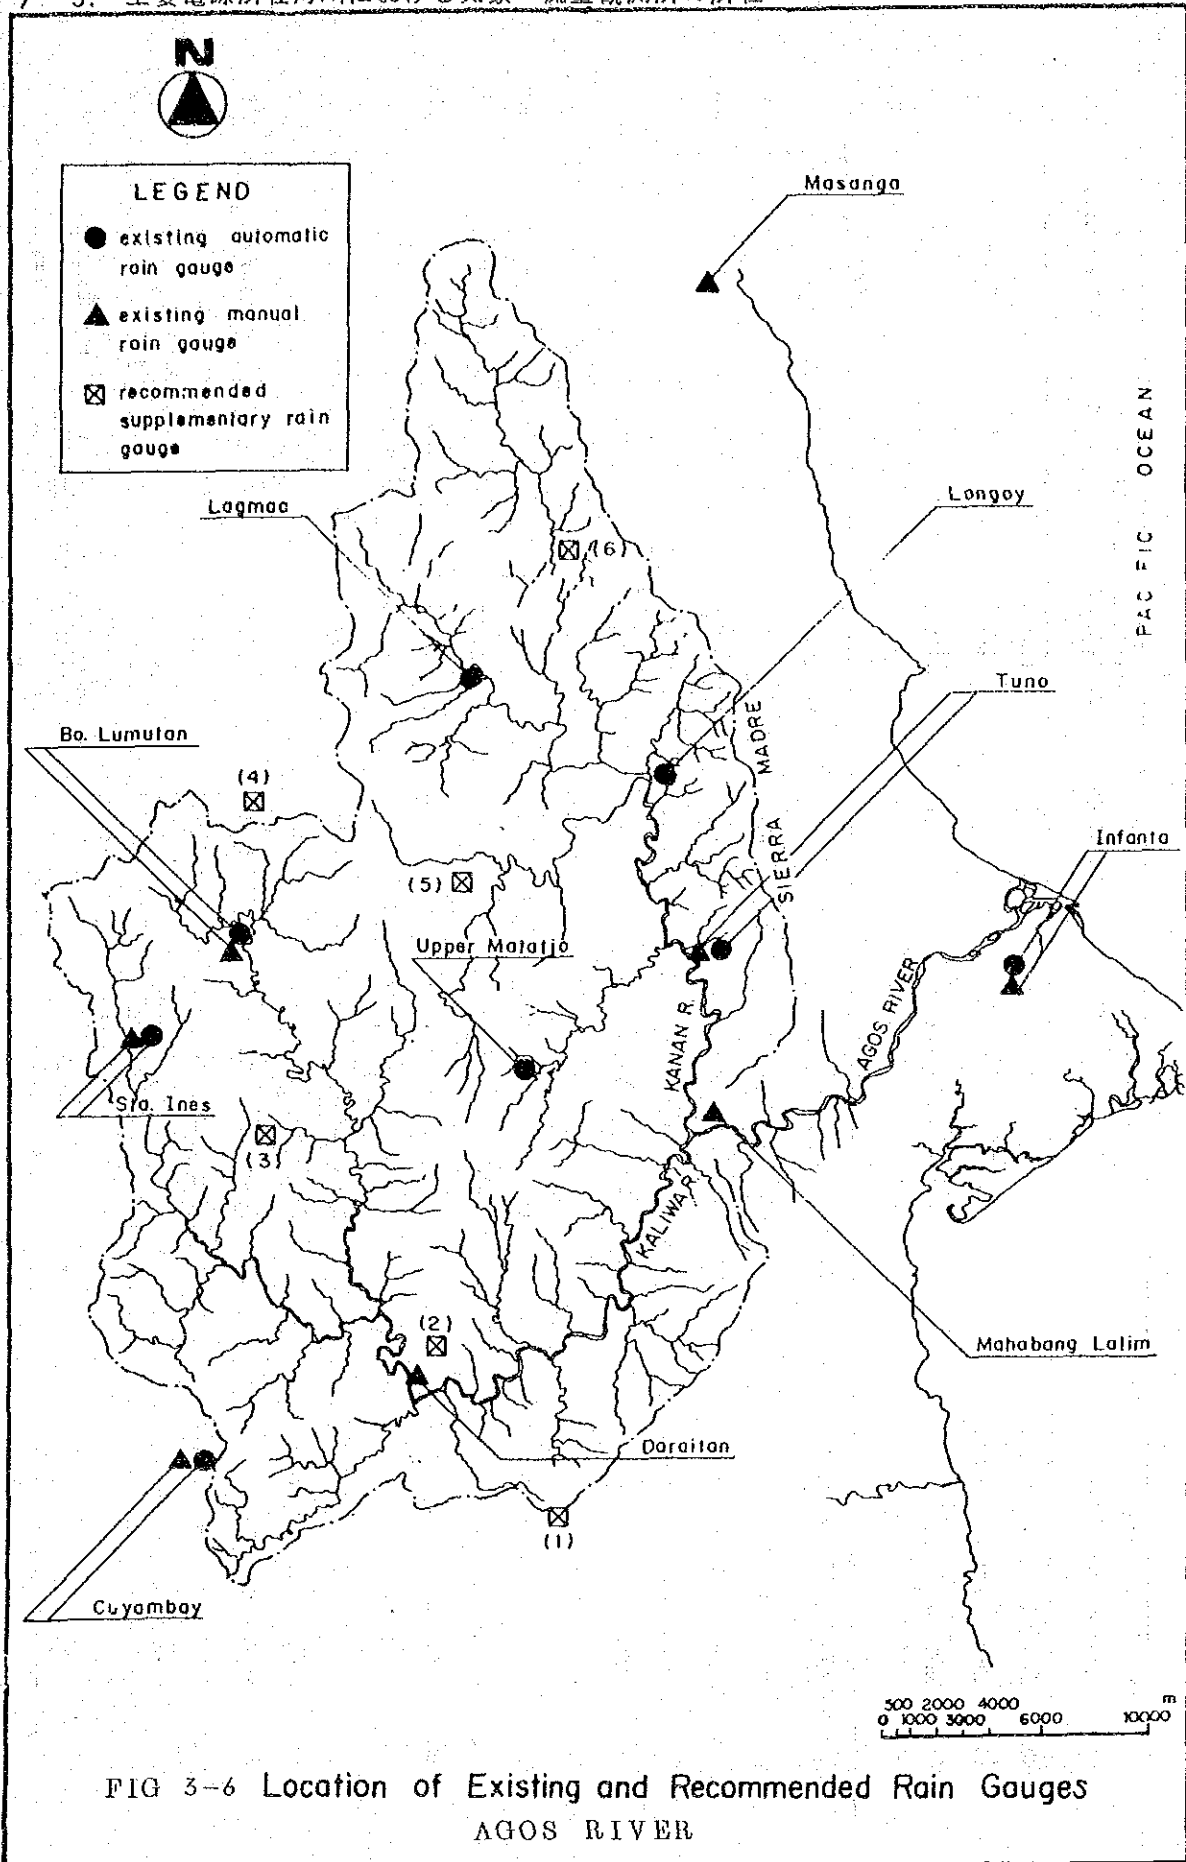 N
LEGEND
existing automatic
rain gauge
existing manual
rain gauge
recommended
supplementary rain
gauge
Masanga
PAC FIC OCEAN
Lagmac
Longoy
(6)
Tuno
MADRE
SIERRA
Bo. Lumutan
(4)
(5)
Infanta
Upper Matatio
KANAN R.
AGOS RIVER
Sta. Ines
(3)
KALIWA R.
(2)
Mahabang Lalim
Daraitan
(1)
Cuyambay
500 2000 4000 m
0 1000 3000 6000 10000
FIG 3-6 Location of Existing and Recommended Rain Gauges
AGOS RIVER